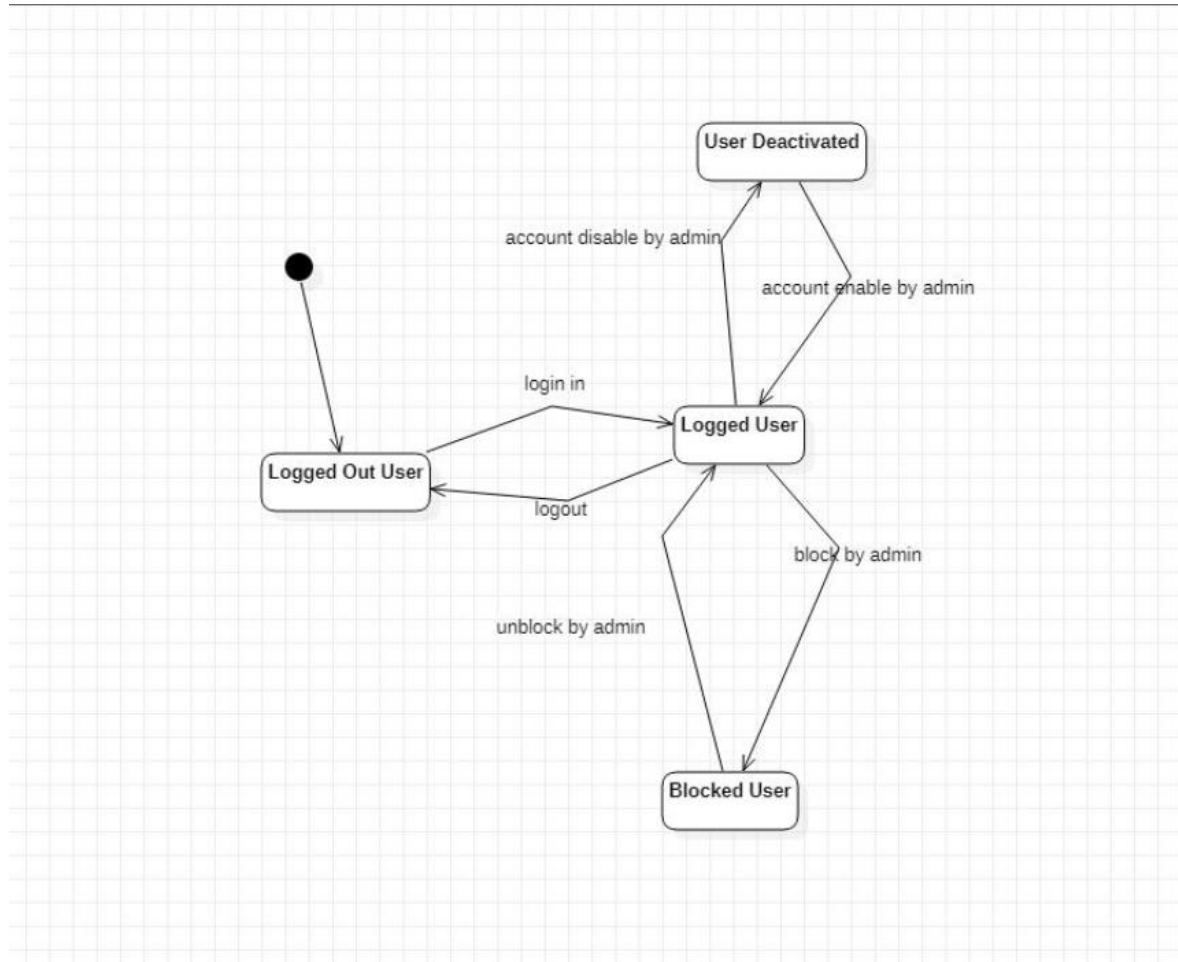 User Deactivated
account disable by admin
account enable by admin
login in
Logged User
Logged Out User
logout
block by admin
unblock by admin
Blocked User